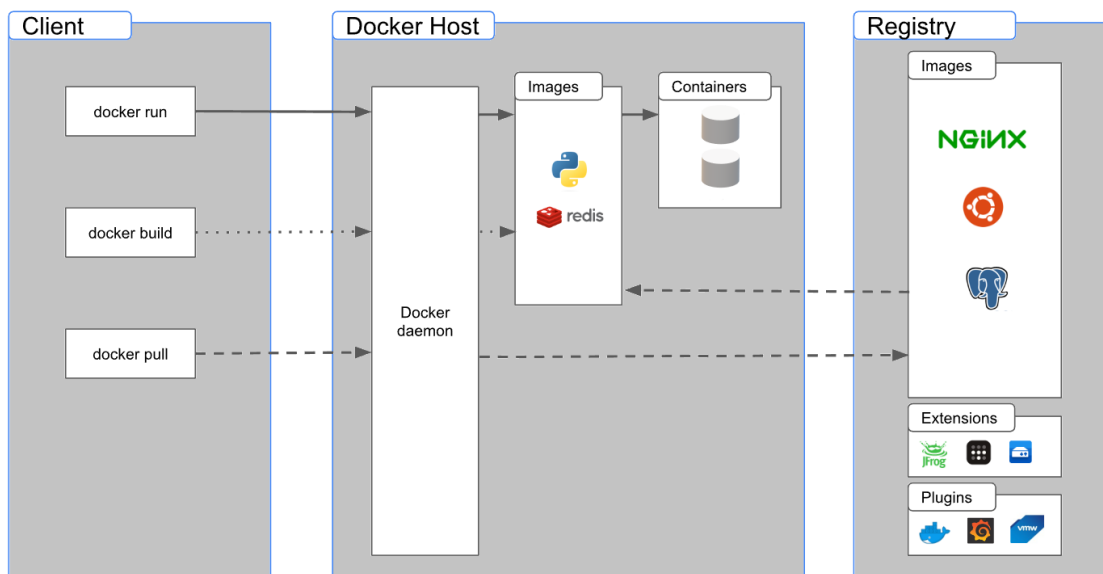 Client
docker run
docker build
docker pull
Docker Host
Docker
daemon
Images
redis
Containers
Registry
Images
NGiNX
Extensions
JFrog
Plugins
vmw